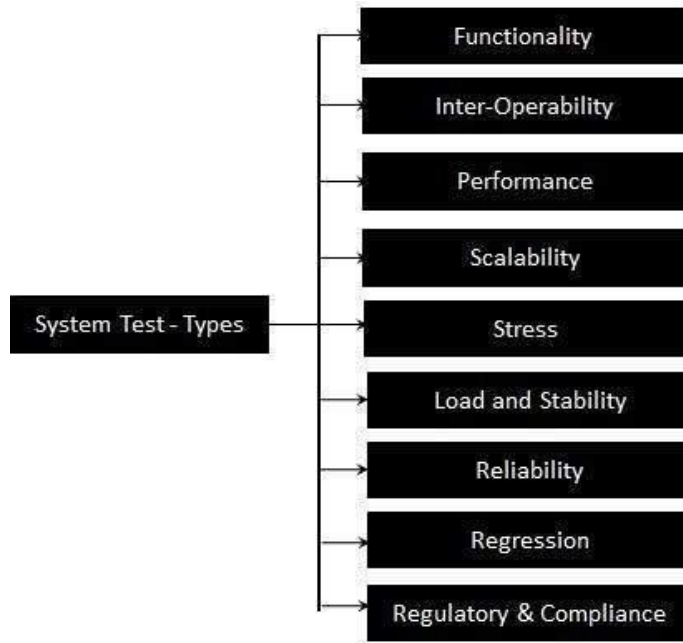 Functionality
Inter-Operability
Performance
Scalability
System Test - Types
Stress
Load and Stability
Reliability
Regression
Regulatory & Compliance